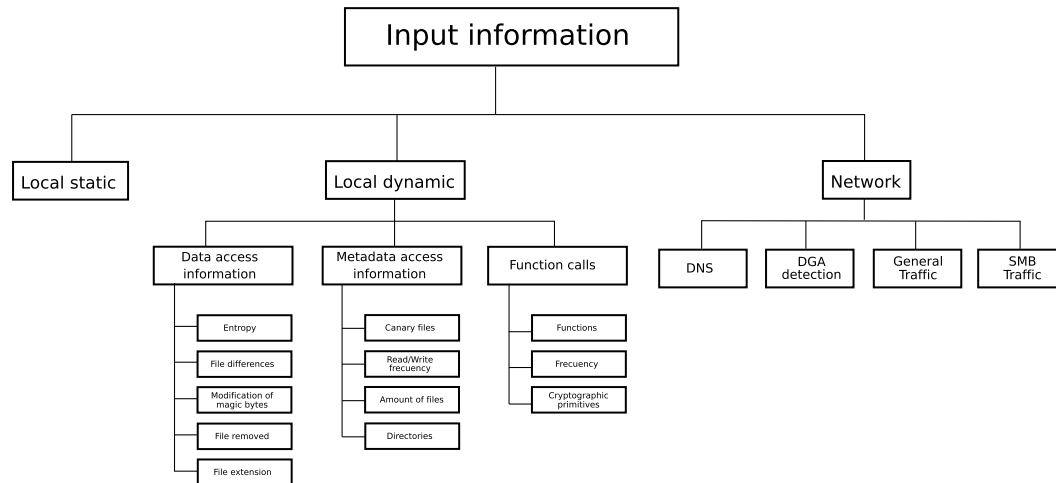 Input information
Local static
Local dynamic
Network
Data access
information
Metadata access
information
Function calls
DNS
DGA
detection
General
Traffic
SMB
Traffic
Entropy
File differences
Modification of
magic bytes
File removed
File extension
Canary files
Read/Write
frecuency
Amount of files
Directories
Functions
Frecuency
Cryptographic
primitives